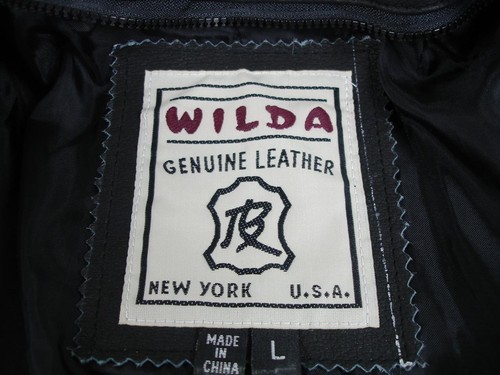 WILDA
GENUINE LEATHER
皮
NEW YORK U.S.A.
MADE IN CHINA
L